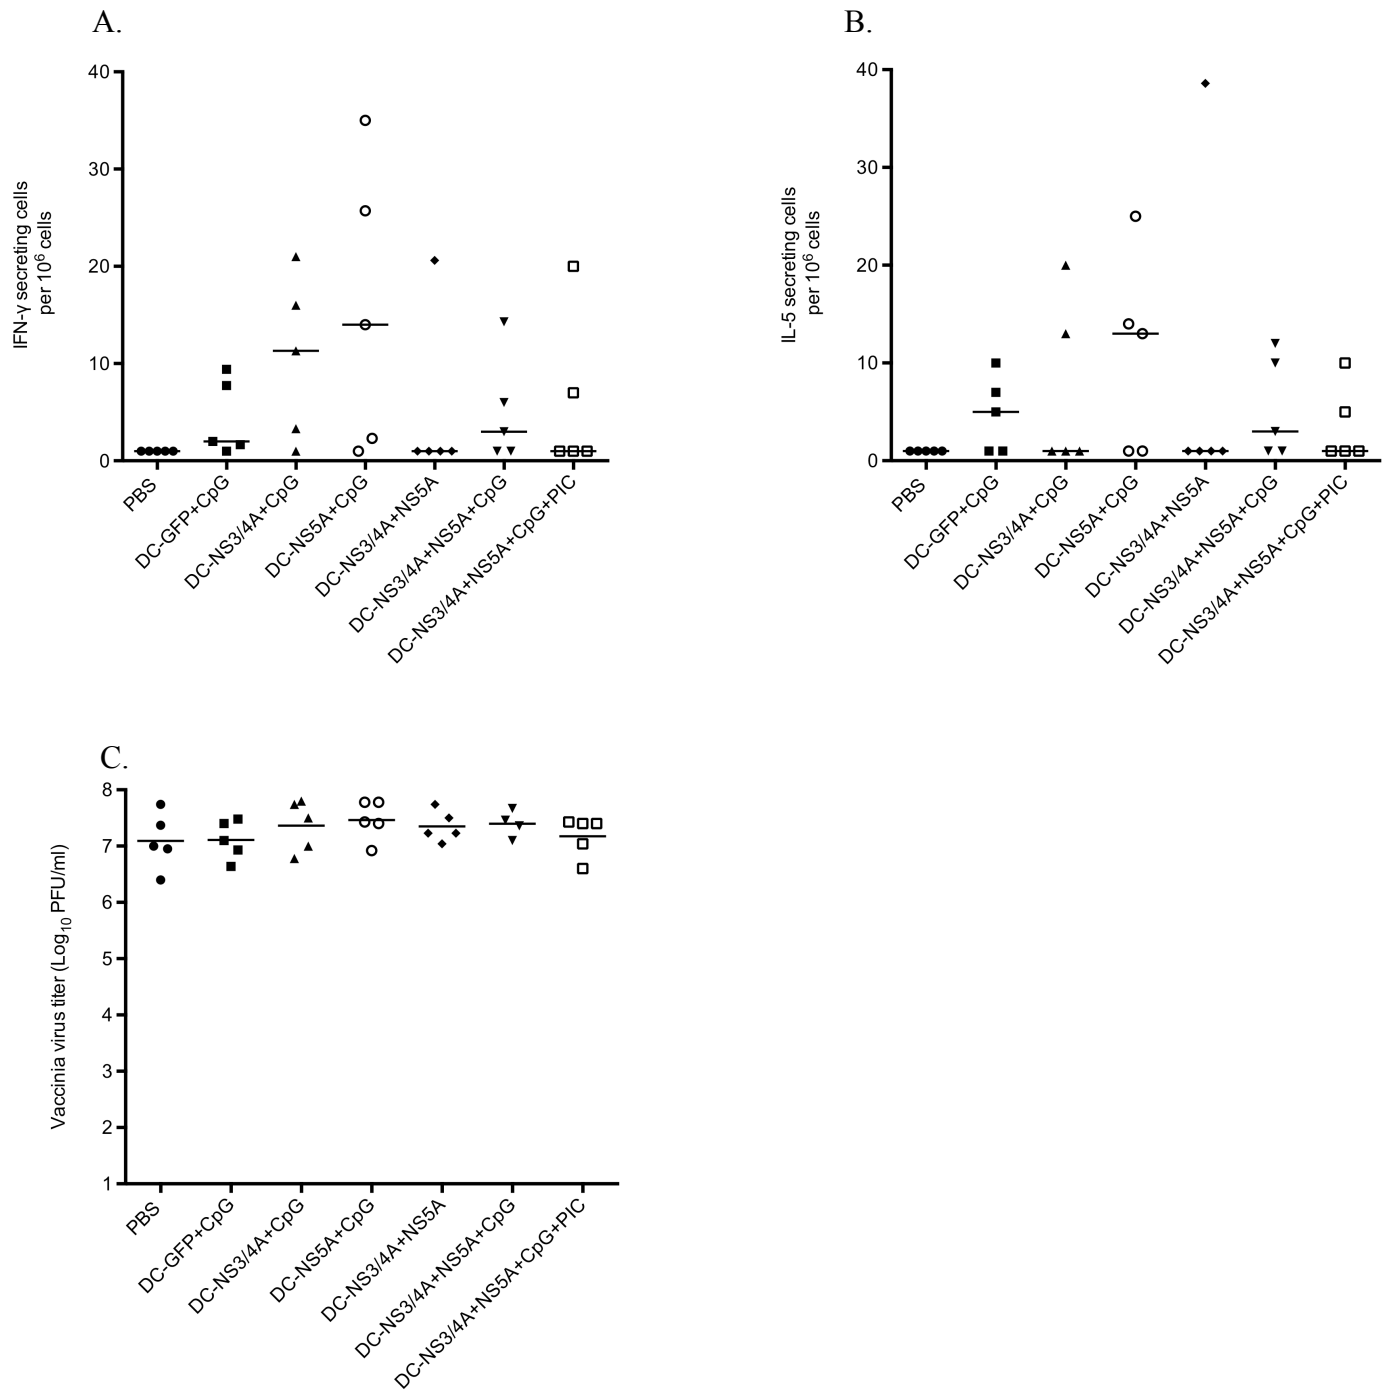 A.
40
30
20
10
0
IFN-γ secreting cells
per 10⁶ cells
PBS
DC-GFP+CpG
DC-NS3/4A+CpG
DC-NS5A+CpG
DC-NS3/4A+NS5A
DC-NS3/4A+NS5A+CpG
DC-NS3/4A+NS5A+CpG+PIC
B.
40
30
20
10
0
IL-5 secreting cells
per 10⁶ cells
PBS
DC-GFP+CpG
DC-NS3/4A+CpG
DC-NS5A+CpG
DC-NS3/4A+NS5A
DC-NS3/4A+NS5A+CpG
DC-NS3/4A+NS5A+CpG+PIC
C.
8
7
6
5
4
3
2
1
Vaccinia virus titer (Log₁₀ PFU/ml)
PBS
DC-GFP+CpG
DC-NS3/4A+CpG
DC-NS5A+CpG
DC-NS3/4A+NS5A
DC-NS3/4A+NS5A+CpG
DC-NS3/4A+NS5A+CpG+PIC